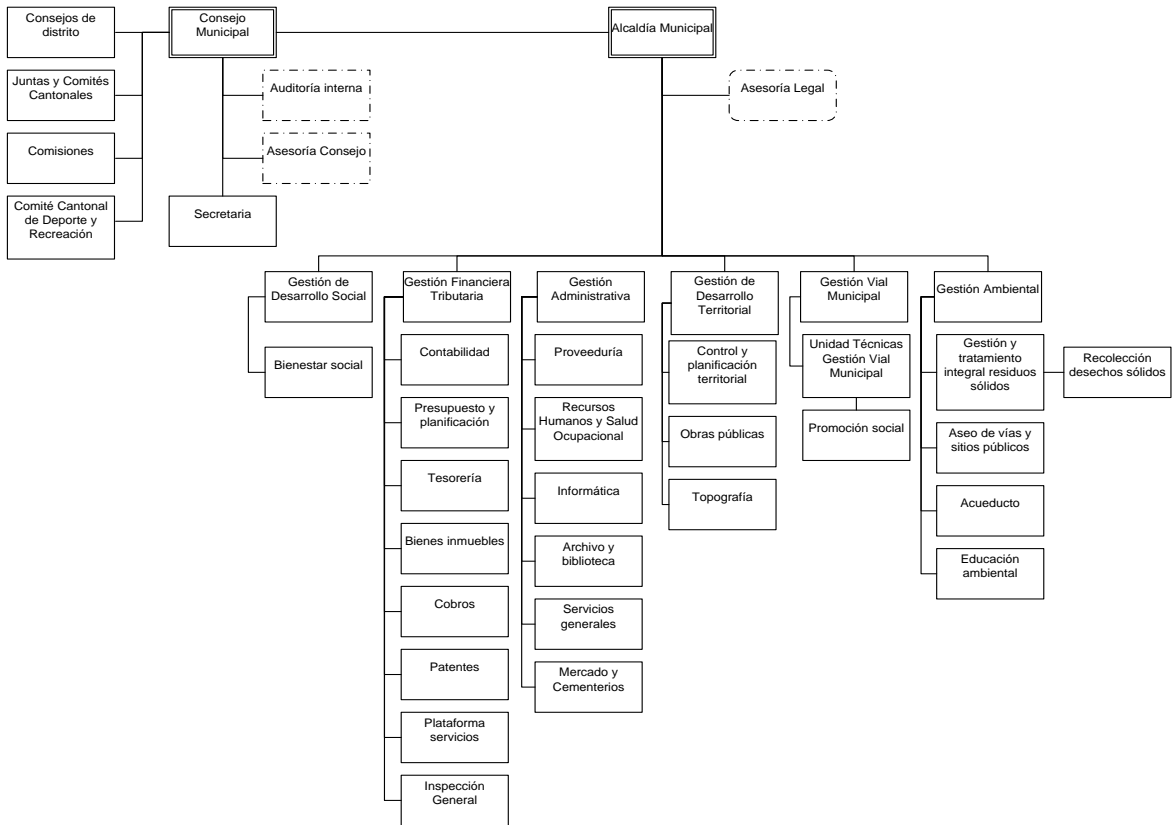 Consejos de
distrito
Consejo
Municipal
Alcaldía Municipal
Juntas y Comités
Cantonales
Auditoría interna
Asesoría Legal
Comisiones
Asesoría Consejo
Comité Cantonal
de Deporte y
Recreación
Secretaria
Gestión de
Desarrollo Social
Gestión Financiera
Tributaria
Gestión
Administrativa
Gestión de
Desarrollo
Territorial
Gestión Vial
Municipal
Gestión Ambiental
Bienestar social
Contabilidad
Presupuesto y
planificación
Tesorería
Bienes inmuebles
Cobros
Patentes
Plataforma
servicios
Inspección
General
Proveeduría
Recursos
Humanos y Salud
Ocupacional
Informática
Archivo y
biblioteca
Servicios
generales
Mercado y
Cementerios
Control y
planificación
territorial
Obras públicas
Topografía
Unidad Técnicas
Gestión Vial
Municipal
Promoción social
Gestión y
tratamiento
integral residuos
sólidos
Recolección
desechos sólidos
Aseo de vías y
sitios públicos
Acueducto
Educación
ambiental